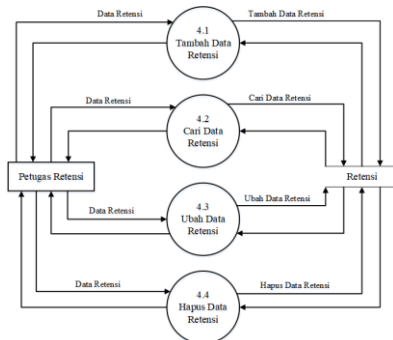 Data Retensi
4.1
Tambah Data
Retensi
Tambah Data Retensi
Data Retensi
4.2
Cari Data
Retensi
Cari Data Retensi
Petugas Retensi
Retensi
Data Retensi
4.3
Ubah Data
Retensi
Ubah Data Retensi
Data Retensi
4.4
Hapus Data
Retensi
Hapus Data Retensi